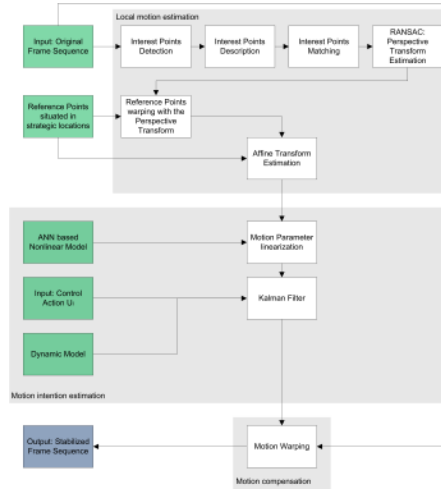 Local motion estimation
Input: Original
Frame Sequence
Interest Points
Detection
Interest Points
Description
Interest Points
Matching
RANSAC:
Perspective
Transform
Estimation
Reference Points
situated in
strategic locations
Reference Points
warping with the
Perspective
Transform
Affine Transform
Estimation
ANN based
Nonlinear Model
Motion Parameter
linearization
Input: Control
Action Ut
Kalman Filter
Dynamic Model
Motion intention estimation
Output: Stabilized
Frame Sequence
Motion Warping
Motion compensation